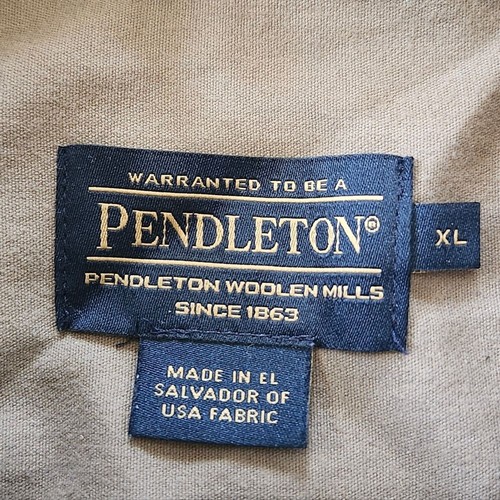 WARRANTED TO BE A
PENDLETON®
XL
PENDLETON WOOLEN MILLS
SINCE 1863
MADE IN EL
SALVADOR OF
USA FABRIC